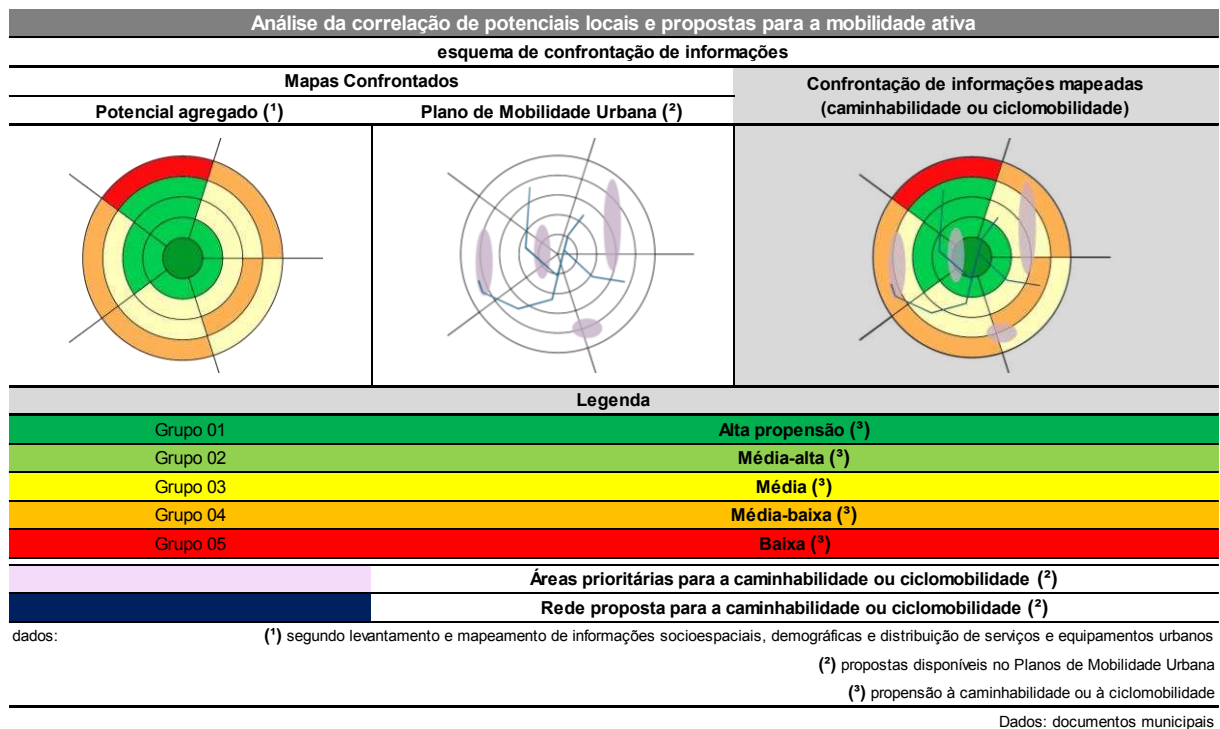 Análise da correlação de potenciais locais e propostas para a mobilidade ativa
esquema de confrontação de informações
Mapas Confrontados
Confrontação de informações mapeadas
(caminhabilidade ou ciclomobilidade)
Potencial agregado (¹)
Plano de Mobilidade Urbana (²)
Legenda
Grupo 01 Alta propensão (³)
Grupo 02 Média-alta (³)
Grupo 03 Média (³)
Grupo 04 Média-baixa (³)
Grupo 05 Baixa (³)
Áreas prioritárias para a caminhabilidade ou ciclomobilidade (²)
Rede proposta para a caminhabilidade ou ciclomobilidade (²)
dados: (¹) segundo levantamento e mapeamento de informações socioespaciais, demográficas e distribuição de serviços e equipamentos urbanos
(²) propostas disponíveis no Planos de Mobilidade Urbana
(³) propensão à caminhabilidade ou à ciclomobilidade
Dados: documentos municipais